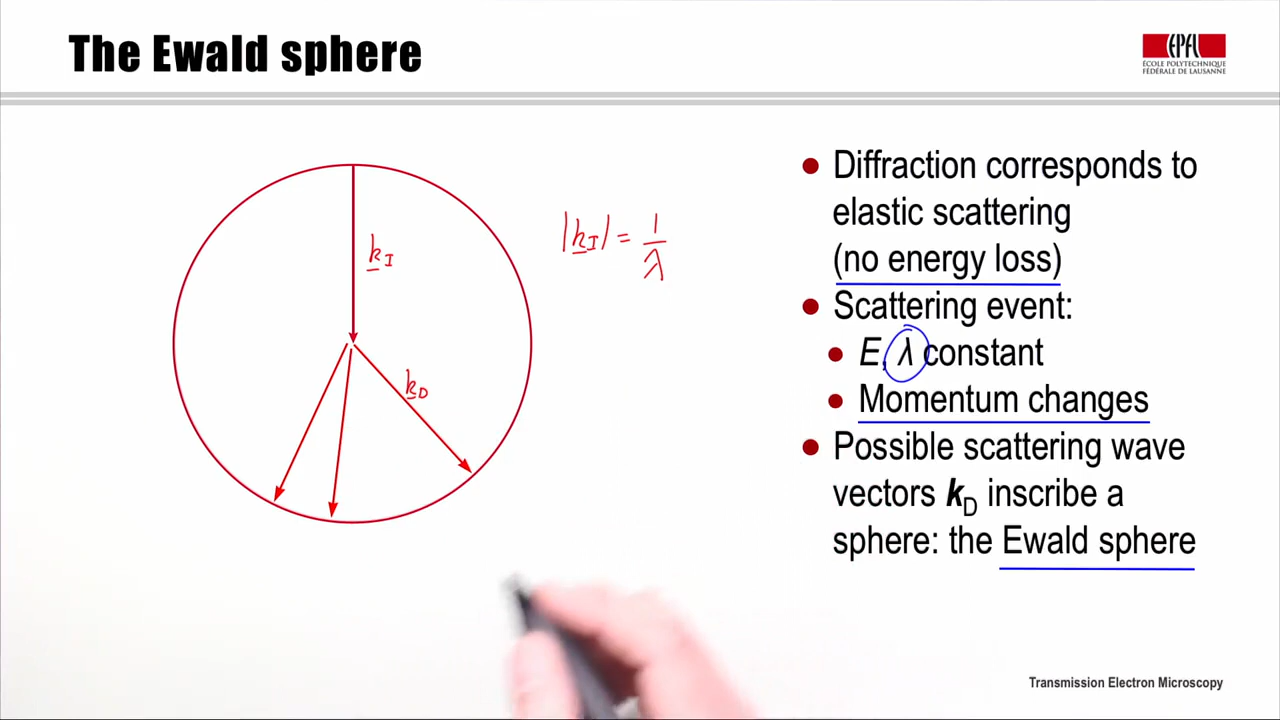 The Ewald sphere
EPFL
ÉCOLE POLYTECHNIQUE
FÉDÉRALE DE LAUSANNE
k_I
|k_I| = 1/λ
k_D
• Diffraction corresponds to
elastic scattering
(no energy loss)
• Scattering event:
• E, λ constant
• Momentum changes
• Possible scattering wave
vectors k_D inscribe a
sphere: the Ewald sphere
Transmission Electron Microscopy